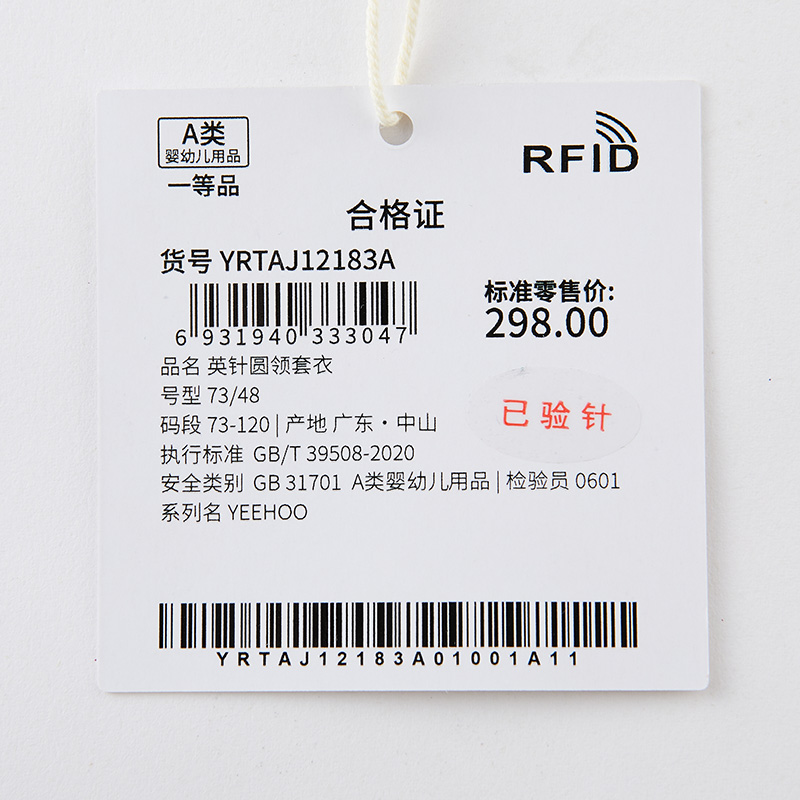 A类
婴幼儿用品
一等品
RFID
合格证
货号 YRTAJ12183A
6 931940 333047
标准零售价:
298.00
品名 英针圆领套衣
号型 73/48
码段 73-120 | 产地 广东·中山
已验针
执行标准 GB/T 39508-2020
安全类别 GB 31701 A类婴幼儿用品 | 检验员 0601
系列名 YEEHOO
YRTAJ12183A01001A11